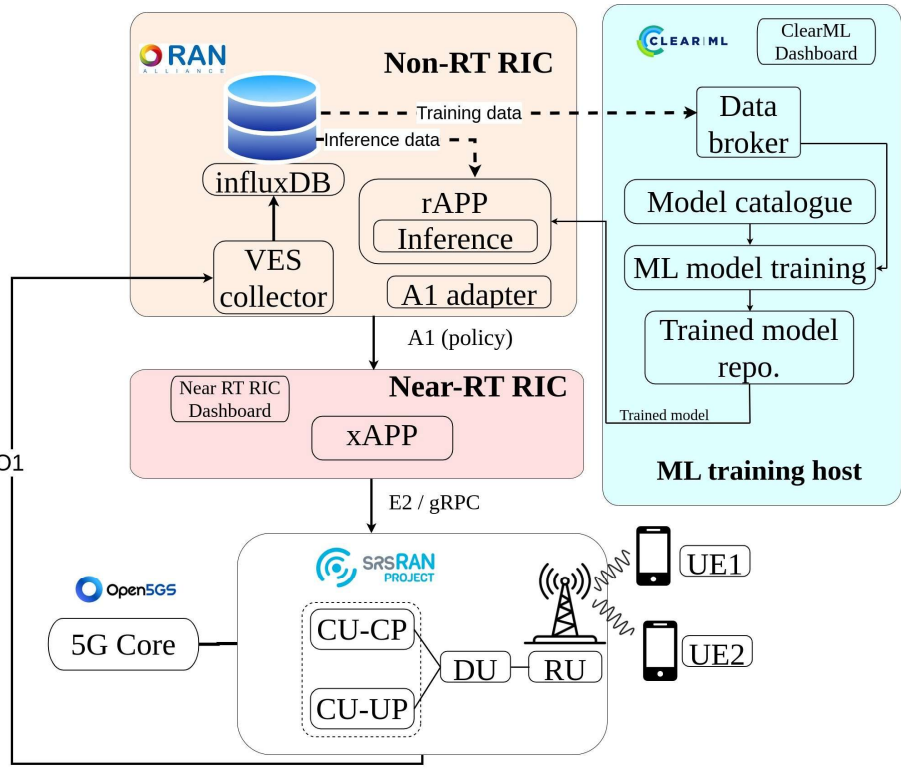 RAN
ALLIANCE
Non-RT RIC
Training data
Inference data
influxDB
rAPP
Inference
VES
collector
A1 adapter
CLEAR|ML
ClearML
Dashboard
Data
broker
Model catalogue
ML model training
Trained model
repo.
Trained model
ML training host
A1 (policy)
Near RT RIC
Dashboard
Near-RT RIC
xAPP
O1
E2 / gRPC
srsRAN
PROJECT
Open5GS
5G Core
CU-CP
CU-UP
DU
RU
UE1
UE2